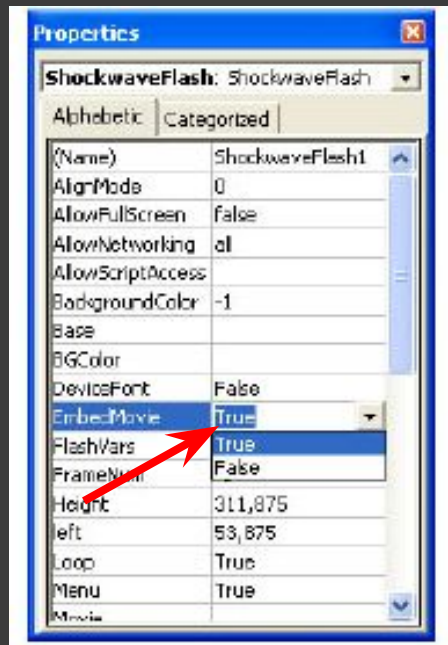 Properties
ShockwaveFlash: ShockwaveFlash
Alphabetic Categorized
(Name) ShockwaveFlash1
AlignMode 0
AllowFullScreen false
AllowNetworking all
AllowScriptAccess
BackgroundColor -1
Base
BGColor
DeviceFont False
EmbedMovie True
FlashVars True
FrameNum False
Height 311,875
left 53,875
Loop True
Menu True
Movie